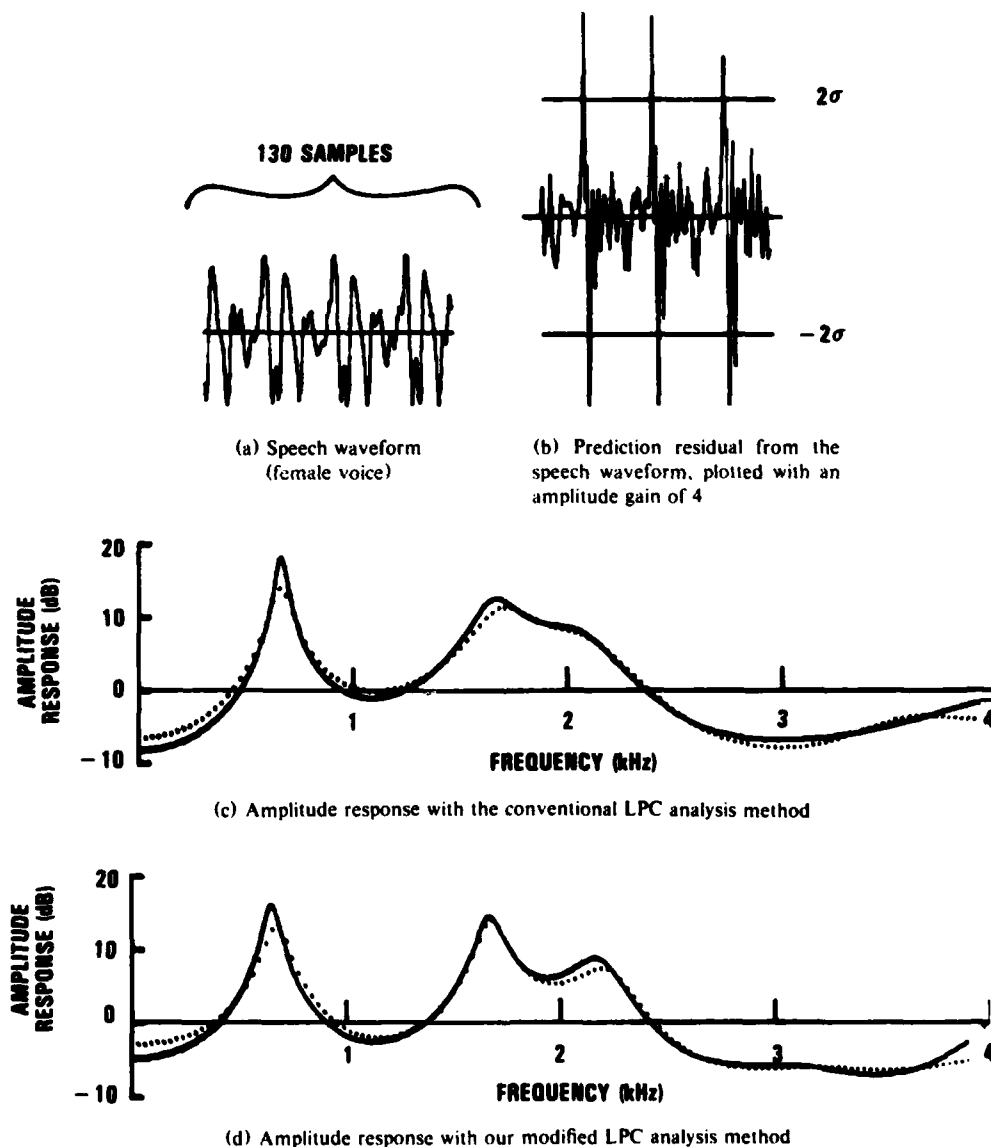 130 SAMPLES
2σ
−2σ
(a) Speech waveform
(female voice)
(b) Prediction residual from the
speech waveform, plotted with an
amplitude gain of 4
AMPLITUDE
RESPONSE (dB)
20
10
0
−10
1
2
3
4
FREQUENCY (kHz)
(c) Amplitude response with the conventional LPC analysis method
AMPLITUDE
RESPONSE (dB)
20
10
0
−10
1
2
3
4
FREQUENCY (kHz)
(d) Amplitude response with our modified LPC analysis method